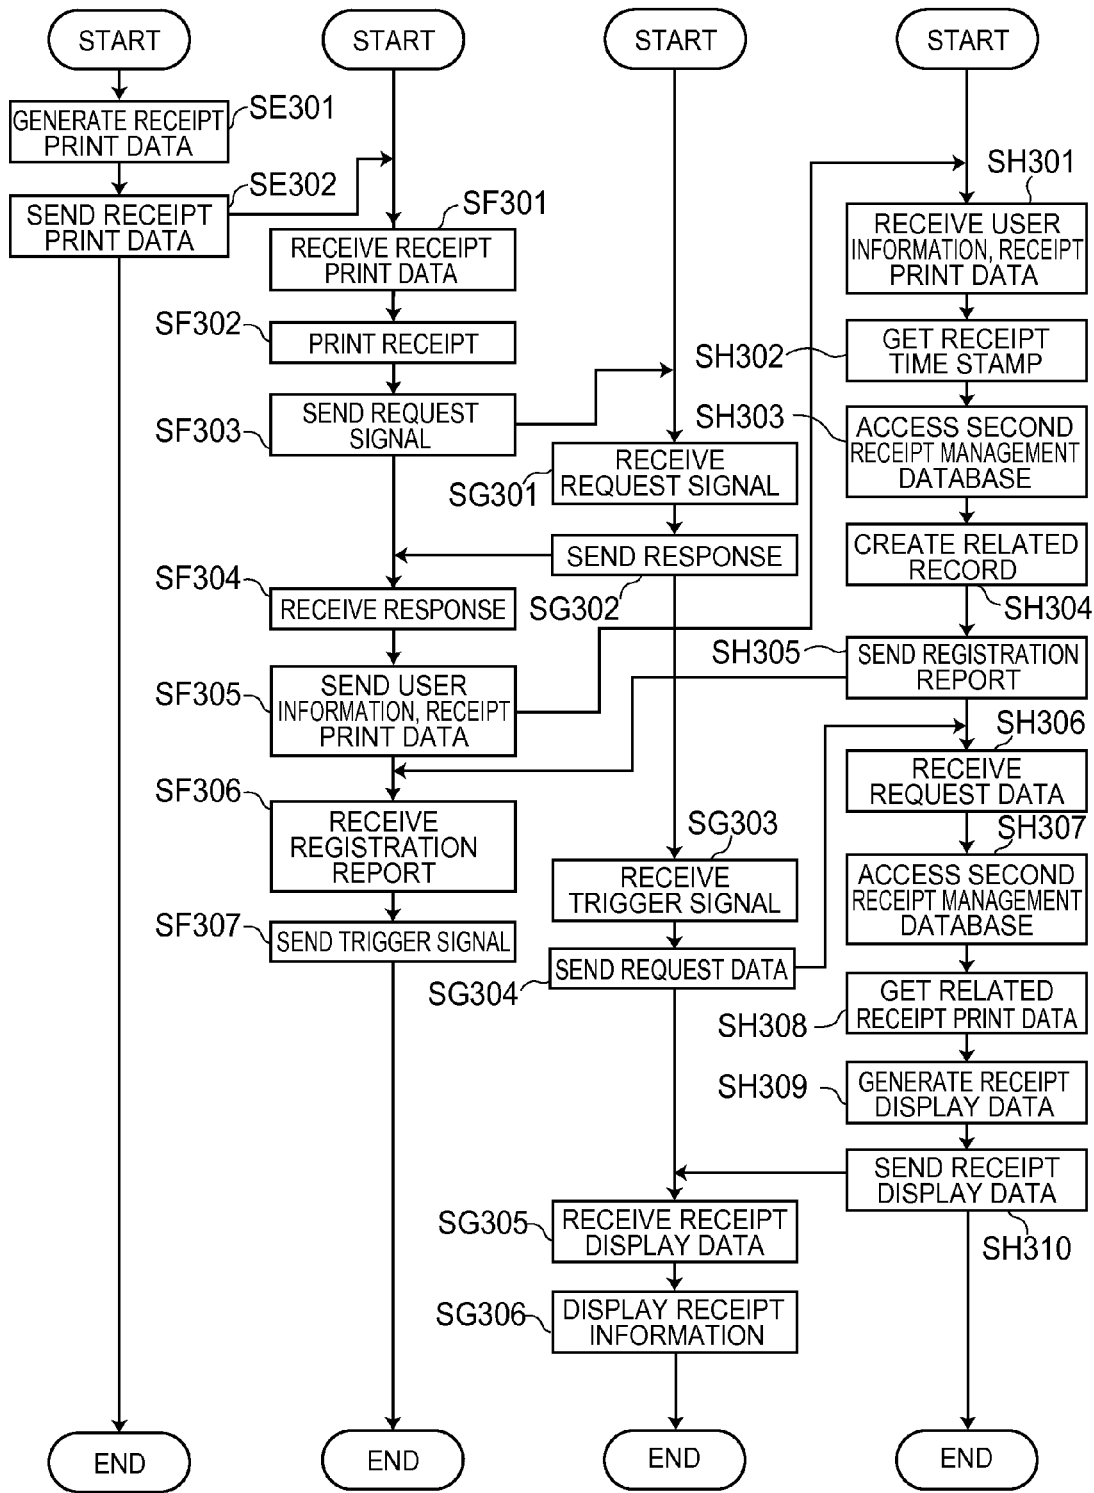 START
GENERATE RECEIPT
PRINT DATA
SE301
SEND RECEIPT
PRINT DATA
SE302
END
START
RECEIVE RECEIPT
PRINT DATA
SF301
PRINT RECEIPT
SF302
SEND REQUEST
SIGNAL
SF303
RECEIVE RESPONSE
SF304
SEND USER
INFORMATION, RECEIPT
PRINT DATA
SF305
RECEIVE
REGISTRATION
REPORT
SF306
SEND TRIGGER SIGNAL
SF307
END
START
RECEIVE
REQUEST SIGNAL
SG301
SEND RESPONSE
SG302
RECEIVE
TRIGGER SIGNAL
SG303
SEND REQUEST DATA
SG304
RECEIVE RECEIPT
DISPLAY DATA
SG305
DISPLAY RECEIPT
INFORMATION
SG306
END
START
SH301
RECEIVE USER
INFORMATION, RECEIPT
PRINT DATA
SH302
GET RECEIPT
TIME STAMP
SH303
ACCESS SECOND
RECEIPT MANAGEMENT
DATABASE
CREATE RELATED
RECORD
SH304
SH305
SEND REGISTRATION
REPORT
SH306
RECEIVE
REQUEST DATA
SH307
ACCESS SECOND
RECEIPT MANAGEMENT
DATABASE
SH308
GET RELATED
RECEIPT PRINT DATA
SH309
GENERATE RECEIPT
DISPLAY DATA
SEND RECEIPT
DISPLAY DATA
SH310
END